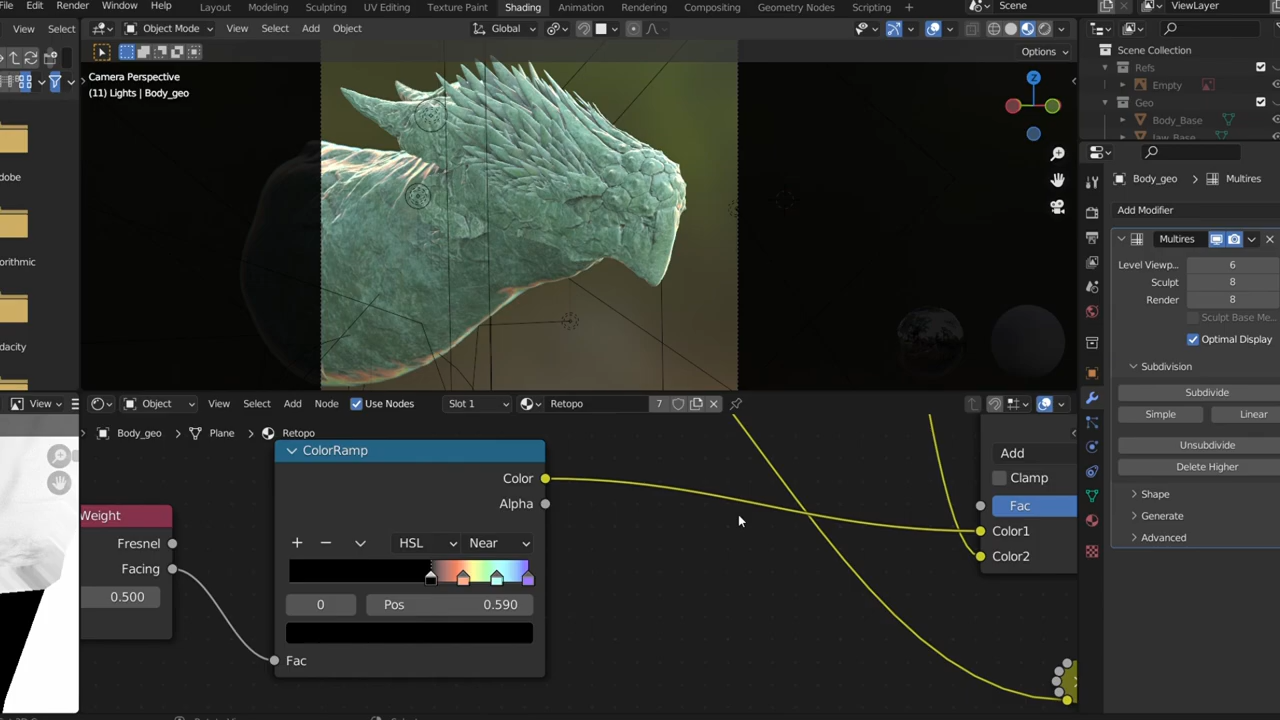 File Edit Render Window Help Layout Modeling Sculpting UV Editing Texture Paint Shading Animation Rendering Compositing Geometry Nodes Scripting Scene ViewLayer
View Select Object Mode View Select Add Object Global
Options
Camera Perspective
(11) Lights | Body_geo
Z
Scene Collection
Refs
Empty
Geo
Body_Base
Jaw_Base
dobe
orithmic
dacity
Body_geo Multires
Add Modifier
Multires
Level Viewp... 6
Sculpt 8
Render 8
Sculpt Base Me...
Optimal Display
Subdivision
Subdivide
Simple Linear
Unsubdivide
Delete Higher
Shape
Generate
Advanced
View Object View Select Add Node Use Nodes Slot 1 Retopo 7
Body_geo Plane Retopo
Weight
Fresnel
Facing
0.500
ColorRamp
Color
Alpha
HSL Near
0 Pos 0.590
Fac
Add
Clamp
Fac
Color1
Color2